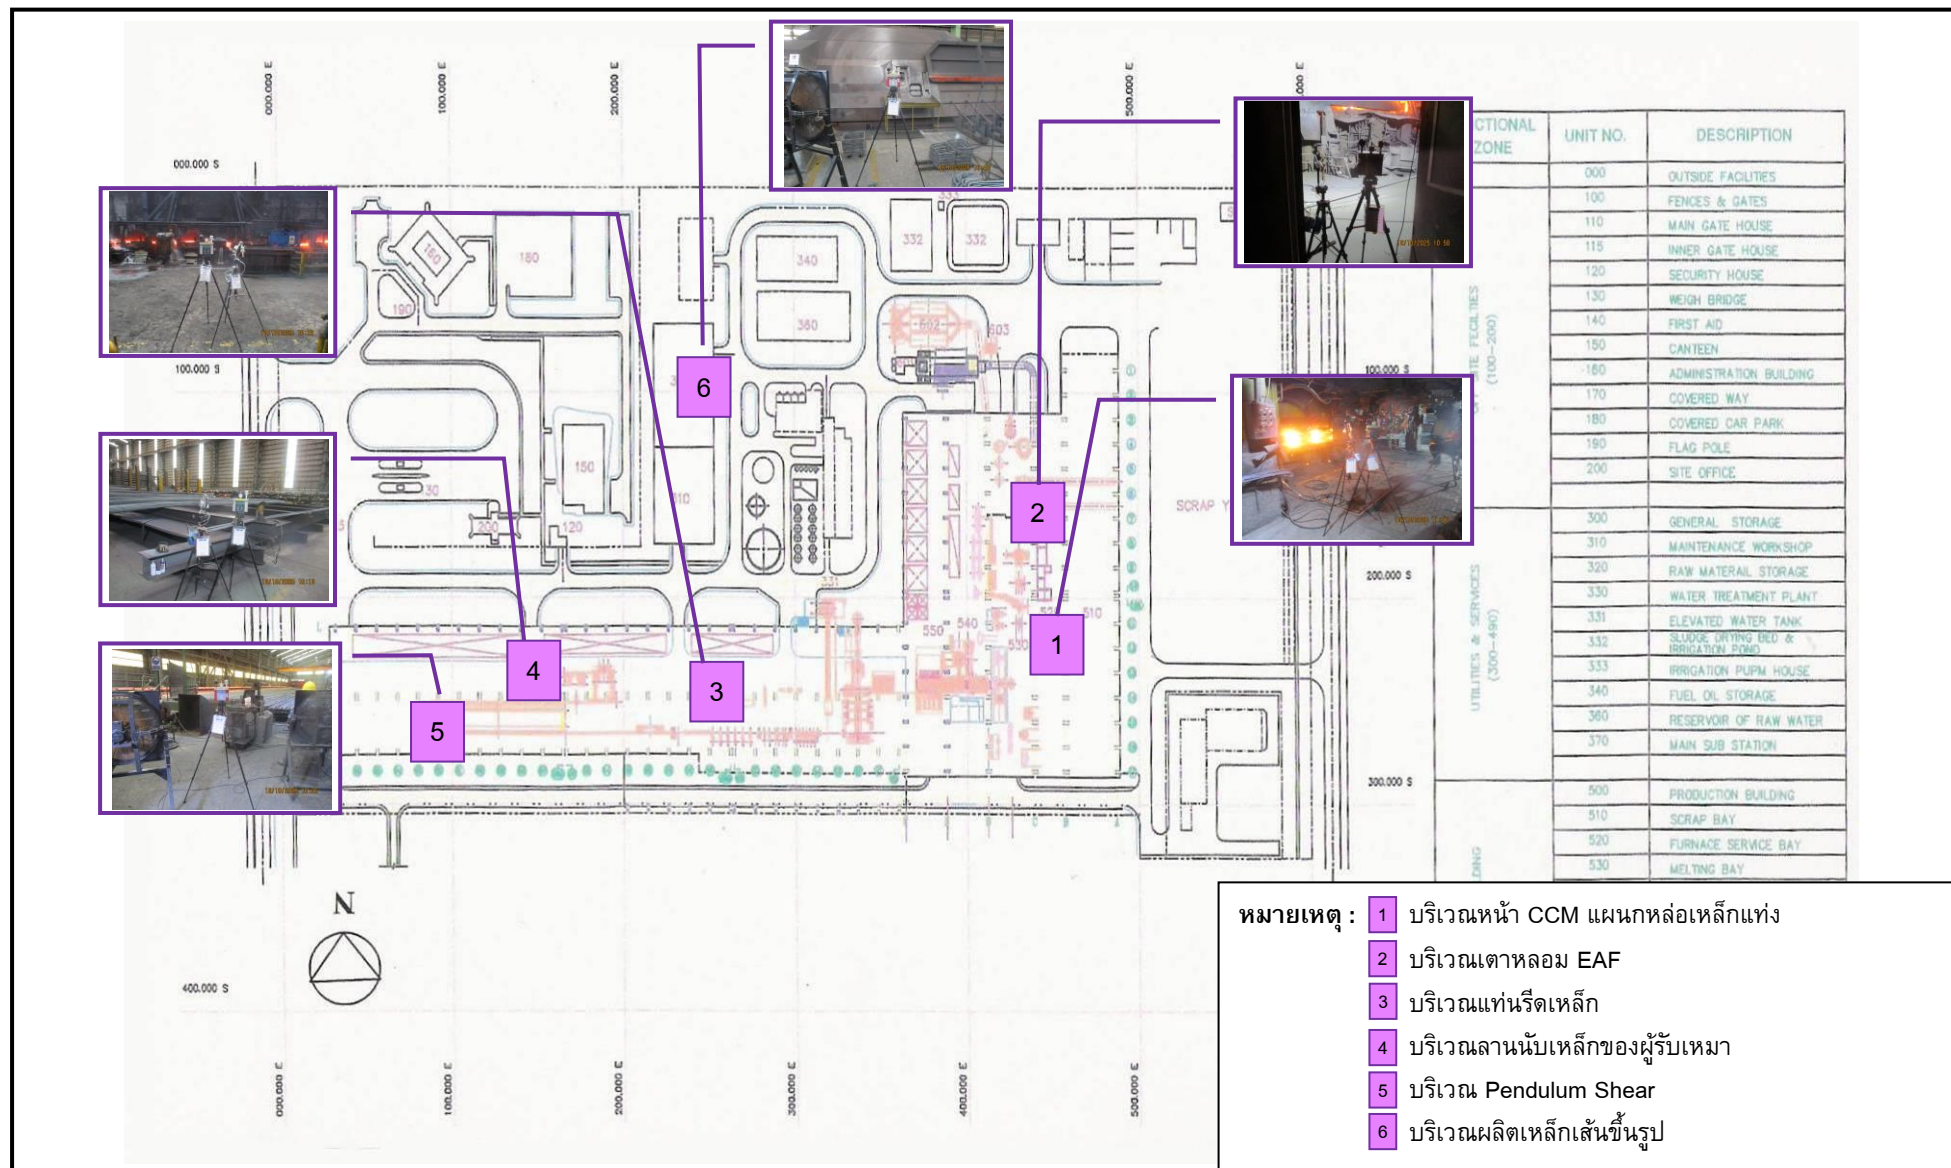 000.000 E
100.000 E
200.000 E
500.000 E
000.000 S
100.000 S
100.000 S
200.000 S
300.000 S
400.000 S
160
180
190
340
360
332
332
333
602
603
150
200
120
30
310
331
550
540
530
510
SCRAP
6
2
1
4
3
5
ZONE
UNIT NO.
DESCRIPTION
000 OUTSIDE FACILITIES
100 FENCES & GATES
110 MAIN GATE HOUSE
115 INNER GATE HOUSE
120 SECURITY HOUSE
130 WEIGH BRIDGE
140 FIRST AID
150 CANTEEN
160 ADMINISTRATION BUILDING
170 COVERED WAY
180 COVERED CAR PARK
190 FLAG POLE
200 SITE OFFICE
(100-200)
300 GENERAL STORAGE
310 MAINTENANCE WORKSHOP
320 RAW MATERAIL STORAGE
330 WATER TREATMENT PLANT
331 ELEVATED WATER TANK
332 SLUDGE DRYING BED &
IRRIGATION POND
333 IRRIGATION PUPM HOUSE
340 FUEL OIL STORAGE
360 RESERVOIR OF RAW WATER
370 MAIN SUB STATION
UTILITIES & SERVICES
(300-490)
500 PRODUCTION BUILDING
510 SCRAP BAY
520 FURNACE SERVICE BAY
530 MELTING BAY
N
000.000 E
100.000 E
200.000 E
300.000 E
400.000 E
500.000 E
หมายเหตุ : 1 บริเวณหน้า CCM แผนกหล่อเหล็กแท่ง
2 บริเวณเตาหลอม EAF
3 บริเวณแท่นรีดเหล็ก
4 บริเวณลานนับเหล็กของผู้รับเหมา
5 บริเวณ Pendulum Shear
6 บริเวณผลิตเหล็กเส้นขึ้นรูป